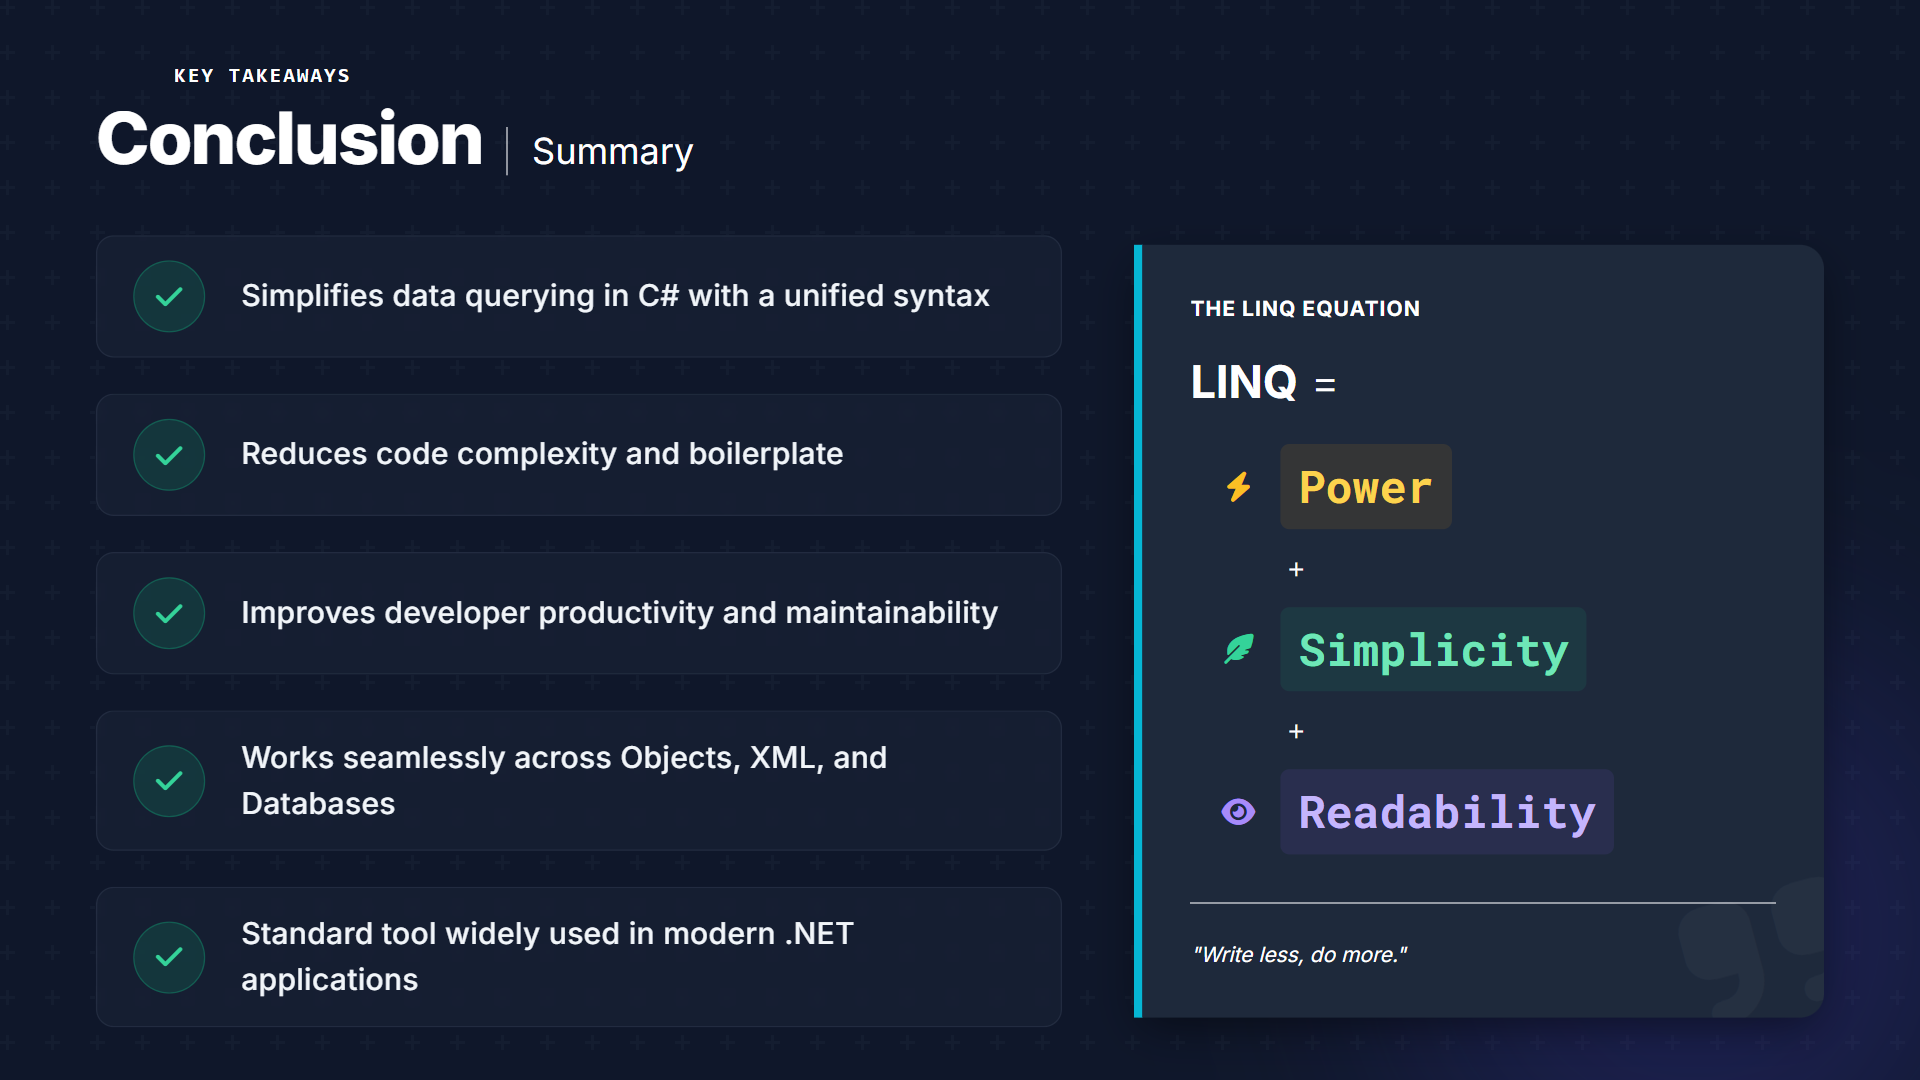 KEY TAKEAWAYS
Conclusion
Summary
Simplifies data querying in C# with a unified syntax
Reduces code complexity and boilerplate
Improves developer productivity and maintainability
Works seamlessly across Objects, XML, and
Databases
Standard tool widely used in modern .NET
applications
THE LINQ EQUATION
LINQ =
Power
+
Simplicity
+
Readability
"Write less, do more."